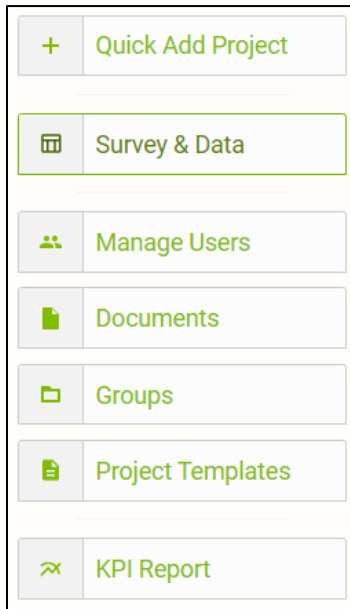 Quick Add Project
Survey & Data
Manage Users
Documents
Groups
Project Templates
KPI Report